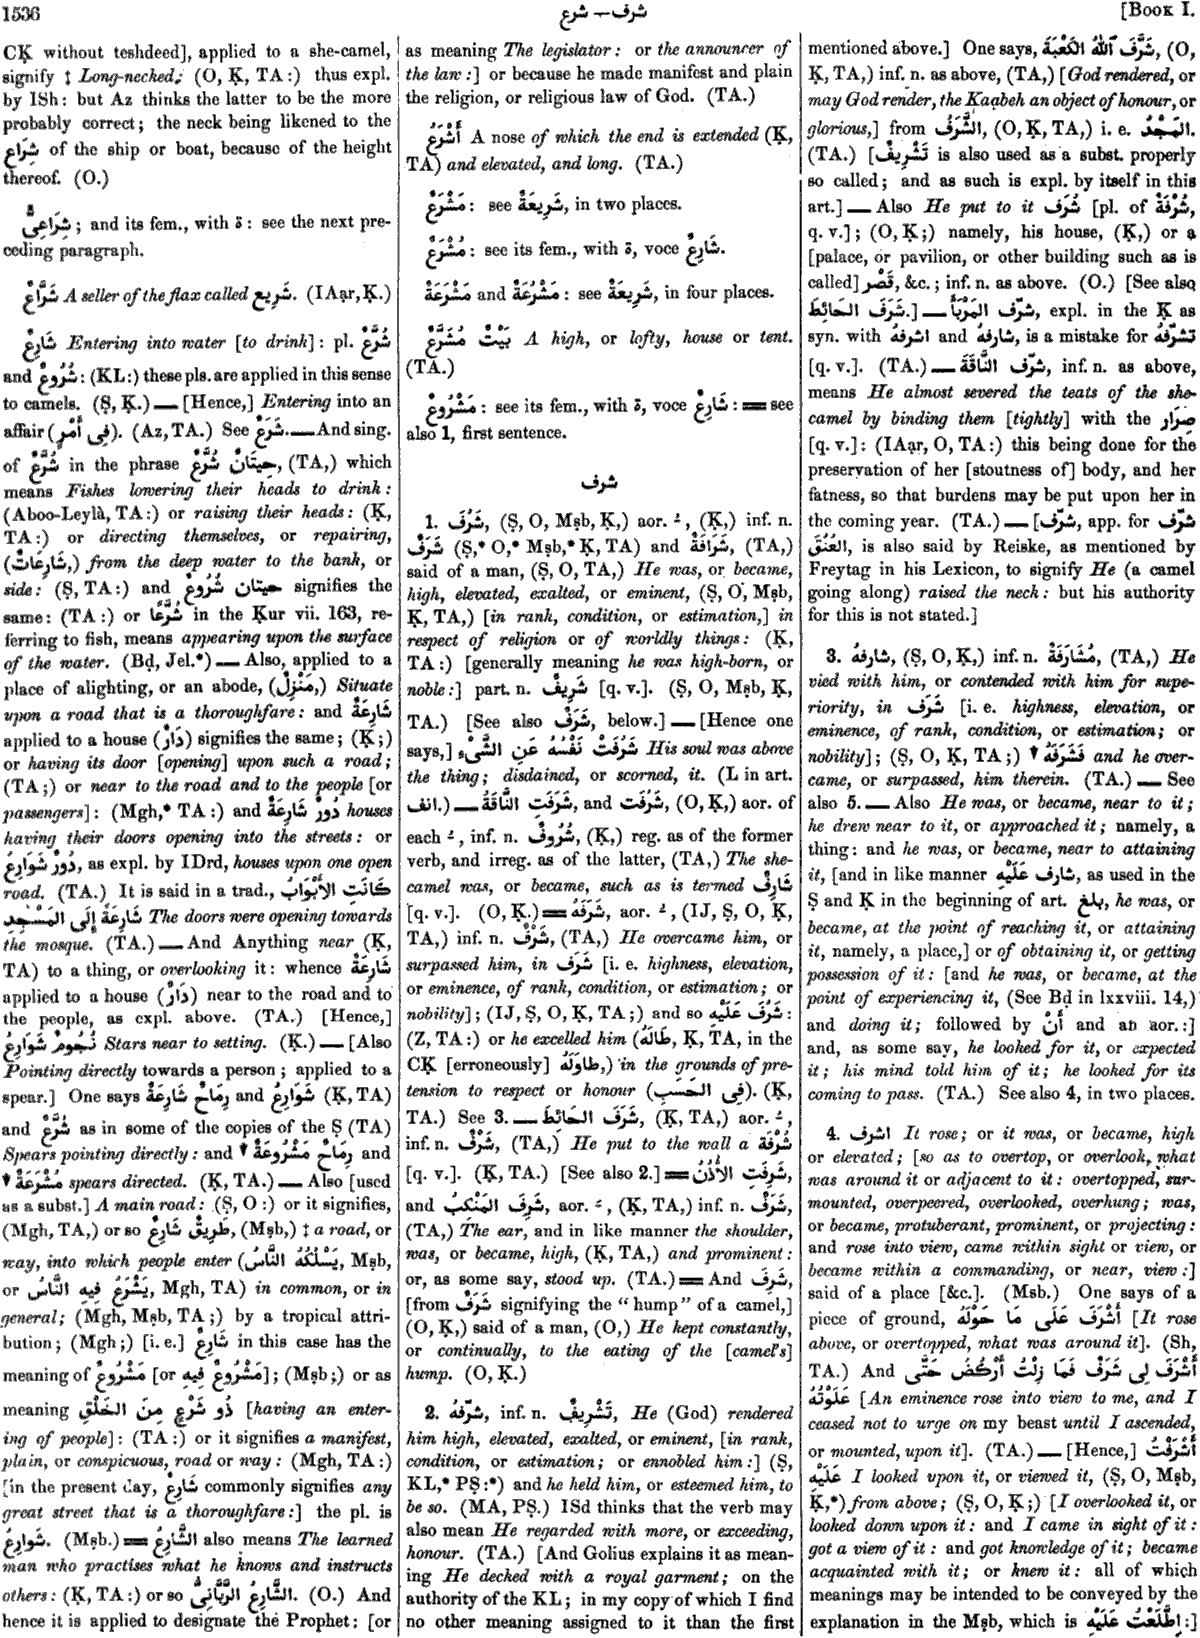 1536
شرف — شرع
[Book I.
CḲ without teshdeed], applied to a she-camel,
signify ‡ Long-necked; (O, Ḳ, TA:) thus expl.
by ISh: but Az thinks the latter to be the more
probably correct; the neck being likened to the
شِرَاع of the ship or boat, because of the height
thereof. (O.)
شِرَاعِىٌّ; and its fem., with ة: see the next pre-
ceding paragraph.
شَرَّاعٌ A seller of the flax called شَرِيع. (IAạr, Ḳ.)
شَارِعٌ Entering into water [to drink]: pl. شُرَّعٌ
and شُرُوعٌ: (KL:) these pls. are applied in this sense
to camels. (Ṣ, Ḳ.) — [Hence,] Entering into an
affair (فِى أَمْرٍ). (Az, TA.) See شَرَعٌ. — And sing.
of شُرَّعٌ in the phrase حِيتَانٌ شُرَّعٌ, (TA,) which
means Fishes lowering their heads to drink:
(Aboo-Leylà, TA:) or raising their heads: (Ḳ,
TA:) or directing themselves, or repairing,
(شَارِعَاتٌ,) from the deep water to the bank, or
side: (Ṣ, TA:) and حيتان شُرُوعٌ signifies the
same: (TA:) or شُرَّعًا in the Ḳur vii. 163, re-
ferring to fish, means appearing upon the surface
of the water. (Bḍ, Jel.*) — Also, applied to a
place of alighting, or an abode, (مَنْزِلٌ,) Situate
upon a road that is a thoroughfare: and شَارِعَةٌ
applied to a house (دَارٌ) signifies the same; (Ḳ;)
or having its door [opening] upon such a road;
(TA;) or near to the road and to the people [or
passengers]: (Mgh,* TA:) and دُورٌ شَارِعَةٌ houses
having their doors opening into the streets: or
دُورٌ شَوَارِعُ, as expl. by IDrd, houses upon one open
road. (TA.) It is said in a trad., كَانَتِ الأَبْوَابُ
شَارِعَةً إِلَى المَسْجِدِ The doors were opening towards
the mosque. (TA.) — And Anything near (Ḳ,
TA) to a thing, or overlooking it: whence شَارِعَةٌ
applied to a house (دَارٌ) near to the road and to
the people, as expl. above. (TA.) [Hence,]
نُجُومٌ شَوَارِعُ Stars near to setting. (Ḳ.) — [Also
Pointing directly towards a person; applied to a
spear.] One says رِمَاحٌ شَارِعَةٌ and شَوَارِعُ (Ḳ, TA)
and شُرَّعٌ as in some of the copies of the Ṣ (TA)
Spears pointing directly: and رِمَاحٌ مَشْرُوعَةٌ ▼ and
مُشْرَعَةٌ ▼ spears directed. (Ḳ, TA.) — Also [used
as a subst.] A main road: (Ṣ, O:) or it signifies,
(Mgh, TA,) or so طَرِيقٌ شَارِعٌ, (Mṣb,) ‡ a road, or
way, into which people enter (يَسْلُكُهُ النَّاسُ, Mṣb,
or يَشْرَعُ فِيهِ النَّاسُ, Mgh, TA) in common, or in
general; (Mgh, Mṣb, TA;) by a tropical attri-
bution; (Mgh;) [i. e.] شَارِعٌ in this case has the
meaning of مَشْرُوعٌ [or مَشْرُوعٌ فِيهِ]; (Mṣb;) or as
meaning ذُو شَرْعٍ مِنَ الخَلْقِ [having an enter-
ing of people]: (TA:) or it signifies a manifest,
plain, or conspicuous, road or way: (Mgh, TA:)
[in the present day, شَارِعٌ commonly signifies any
great street that is a thoroughfare:] the pl. is
شَوَارِعُ. (Mṣb.) = الشَّارِعُ also means The learned
man who practises what he knows and instructs
others: (Ḳ, TA:) or so الشَّارِعُ الرَّبَّانِىُّ. (O.) And
hence it is applied to designate the Prophet: [or
as meaning The legislator: or the announcer of
the law:] or because he made manifest and plain
the religion, or religious law of God. (TA.)
أَشْرَعُ A nose of which the end is extended (Ḳ,
TA) and elevated, and long. (TA.)
مَشْرَعٌ: see شَرِيعَةٌ, in two places.
مُشْرَعٌ: see its fem., with ة, voce شَارِعٌ.
مَشْرَعَةٌ and مَشْرُعَةٌ: see شَرِيعَةٌ, in four places.
بَيْتٌ مُشَرَّعٌ A high, or lofty, house or tent.
(TA.)
مَشْرُوعٌ: see its fem., with ة, voce شَارِعٌ: = see
also 1, first sentence.
شرف
1. شَرُفَ, (Ṣ, O, Mṣb, Ḳ,) aor. ـُ, (Ḳ,) inf. n.
شَرَفٌ (Ṣ,* O,* Mṣb,* Ḳ, TA) and شَرَافَةٌ, (TA,)
said of a man, (Ṣ, O, TA,) He was, or became,
high, elevated, exalted, or eminent, (Ṣ, O, Mṣb,
Ḳ, TA,) [in rank, condition, or estimation,] in
respect of religion or of worldly things: (Ḳ,
TA:) [generally meaning he was high-born, or
noble:] part. n. شَرِيفٌ [q. v.]. (Ṣ, O, Mṣb, Ḳ,
TA.) [See also شَرَفٌ, below.] — [Hence one
says,] شَرُفَتْ نَفْسُهُ عَنِ الشَّىْءِ His soul was above
the thing; disdained, or scorned, it. (L in art.
انف.) — شَرَفَتِ النَّاقَةُ, and شَرُفَت, (O, Ḳ,) aor. of
each ـُ, inf. n. شُرُوفٌ, (Ḳ,) reg. as of the former
verb, and irreg. as of the latter, (TA,) The she-
camel was, or became, such as is termed شَارِفٌ
[q. v.]. (O, Ḳ.) = شَرَفَهُ, aor. ـُ, (IJ, Ṣ, O, Ḳ,
TA,) inf. n. شَرْفٌ, (TA,) He overcame him, or
surpassed him, in شَرَف [i. e. highness, elevation,
or eminence, of rank, condition, or estimation; or
nobility]; (IJ, Ṣ, O, Ḳ, TA;) and so شَرُفَ عَلَيْهِ:
(Z, TA:) or he excelled him (طَالَهُ, Ḳ, TA, in the
CḲ [erroneously] طَاوَلَهُ,) in the grounds of pre-
tension to respect or honour (فِى الحَسَبِ). (Ḳ,
TA.) See 3. — شَرَفَ الحَائِطَ, (Ḳ, TA,) aor. ـُ,
inf. n. شَرْفٌ, (TA,) He put to the wall a شُرْفَة
[q. v.]. (Ḳ, TA.) [See also 2.] = شَرِفَتِ الأُذُنُ,
and شَرِفَ المَنْكِبُ, aor. ـَ, (Ḳ, TA,) inf. n. شَرَفٌ,
(TA,) The ear, and in like manner the shoulder,
was, or became, high, (Ḳ, TA,) and prominent:
or, as some say, stood up. (TA.) = And شَرِفَ,
[from شَرَفٌ signifying the “hump” of a camel,]
(O, Ḳ,) said of a man, (O,) He kept constantly,
or continually, to the eating of the [camel's]
hump. (O, Ḳ.)
2. شرّفهُ, inf. n. تَشْرِيفٌ, He (God) rendered
him high, elevated, exalted, or eminent, [in rank,
condition, or estimation; or ennobled him:] (Ṣ,
KL,* PṢ:*) and he held him, or esteemed him, to
be so. (MA, PṢ.) ISd thinks that the verb may
also mean He regarded with more, or exceeding,
honour. (TA.) [And Golius explains it as mean-
ing He decked with a royal garment; on the
authority of the KL; in my copy of which I find
no other meaning assigned to it than the first
mentioned above.] One says, شَرَّفَ ٱللّٰهُ الكَعْبَةَ, (O,
Ḳ, TA,) inf. n. as above, (TA,) [God rendered, or
may God render, the Kaạbeh an object of honour, or
glorious,] from الشَّرَفُ, (O, Ḳ, TA,) i. e. المَجْدُ.
(TA.) [تَشْرِيفٌ is also used as a subst. properly
so called; and as such is expl. by itself in this
art.] — Also He put to it شُرَف [pl. of شُرْفَةٌ,
q. v.]; (O, Ḳ;) namely, his house, (Ḳ,) or a
[palace, or pavilion, or other building such as is
called] قَصْر, &c.; inf. n. as above. (O.) [See also
شَرَفَ الحَائِطَ.] — شرّف المَرْبَأَ, expl. in the Ḳ as
syn. with اشرفهُ and شارفهُ, is a mistake for تَشَرَّفَهُ
[q. v.]. (TA.) — شرّف النَّاقَةَ, inf. n. as above,
means He almost severed the teats of the she-
camel by binding them [tightly] with the صِرَار
[q. v.]: (IAạr, O, TA:) this being done for the
preservation of her [stoutness of] body, and her
fatness, so that burdens may be put upon her in
the coming year. (TA.) — [شرّف, app. for شرّف
العُنُقَ, is also said by Reiske, as mentioned by
Freytag in his Lexicon, to signify He (a camel
going along) raised the neck: but his authority
for this is not stated.]
3. شارفهُ, (Ṣ, O, Ḳ,) inf. n. مُشَارَفَةٌ, (TA,) He
vied with him, or contended with him for supe-
riority, in شَرَف [i. e. highness, elevation, or
eminence, of rank, condition, or estimation; or
nobility]; (Ṣ, O, Ḳ, TA;) فَشَرَفَهُ ▼ and he over-
came, or surpassed, him therein. (TA.) — See
also 5. — Also He was, or became, near to it;
he drew near to it, or approached it; namely, a
thing: and he was, or became, near to attaining
it, [and in like manner شارف عَلَيْهِ, as used in the
Ṣ and Ḳ in the beginning of art. بلغ, he was, or
became, at the point of reaching it, or attaining
it, namely, a place,] or of obtaining it, or getting
possession of it: [and he was, or became, at the
point of experiencing it, (See Bḍ in lxxviii. 14,)
and doing it; followed by أَنْ and an aor.:]
and, as some say, he looked for it, or expected
it; his mind told him of it; he looked for its
coming to pass. (TA.) See also 4, in two places.
4. اشرف It rose; or it was, or became, high
or elevated; [so as to overtop, or overlook, what
was around it or adjacent to it: overtopped, sur-
mounted, overpeered, overlooked, overhung; was,
or became, protuberant, prominent, or projecting:
and rose into view, came within sight or view, or
became within a commanding, or near, view:]
said of a place [&c.]. (Msb.) One says of a
piece of ground, أَشْرَفَ عَلَى مَا حَوْلَهُ [It rose
above, or overtopped, what was around it]. (Sh,
TA.) And أَشْرَفَ لِى شَرَفٌ فَمَا زِلْتُ أَرْكُضُ حَتَّى
عَلَوْتُهُ [An eminence rose into view to me, and I
ceased not to urge on my beast until I ascended,
or mounted, upon it]. (TA.) — [Hence,] أَشْرَفْتُ
عَلَيْهِ I looked upon it, or viewed it, (Ṣ, O, Mṣb,
Ḳ,*) from above; (Ṣ, O, Ḳ;) [I overlooked it, or
looked down upon it: and I came in sight of it:
got a view of it: and got knowledge of it; became
acquainted with it; or knew it: all of which
meanings may be intended to be conveyed by the
explanation in the Mṣb, which is اِطَّلَعْتُ عَلَيْهِ:]